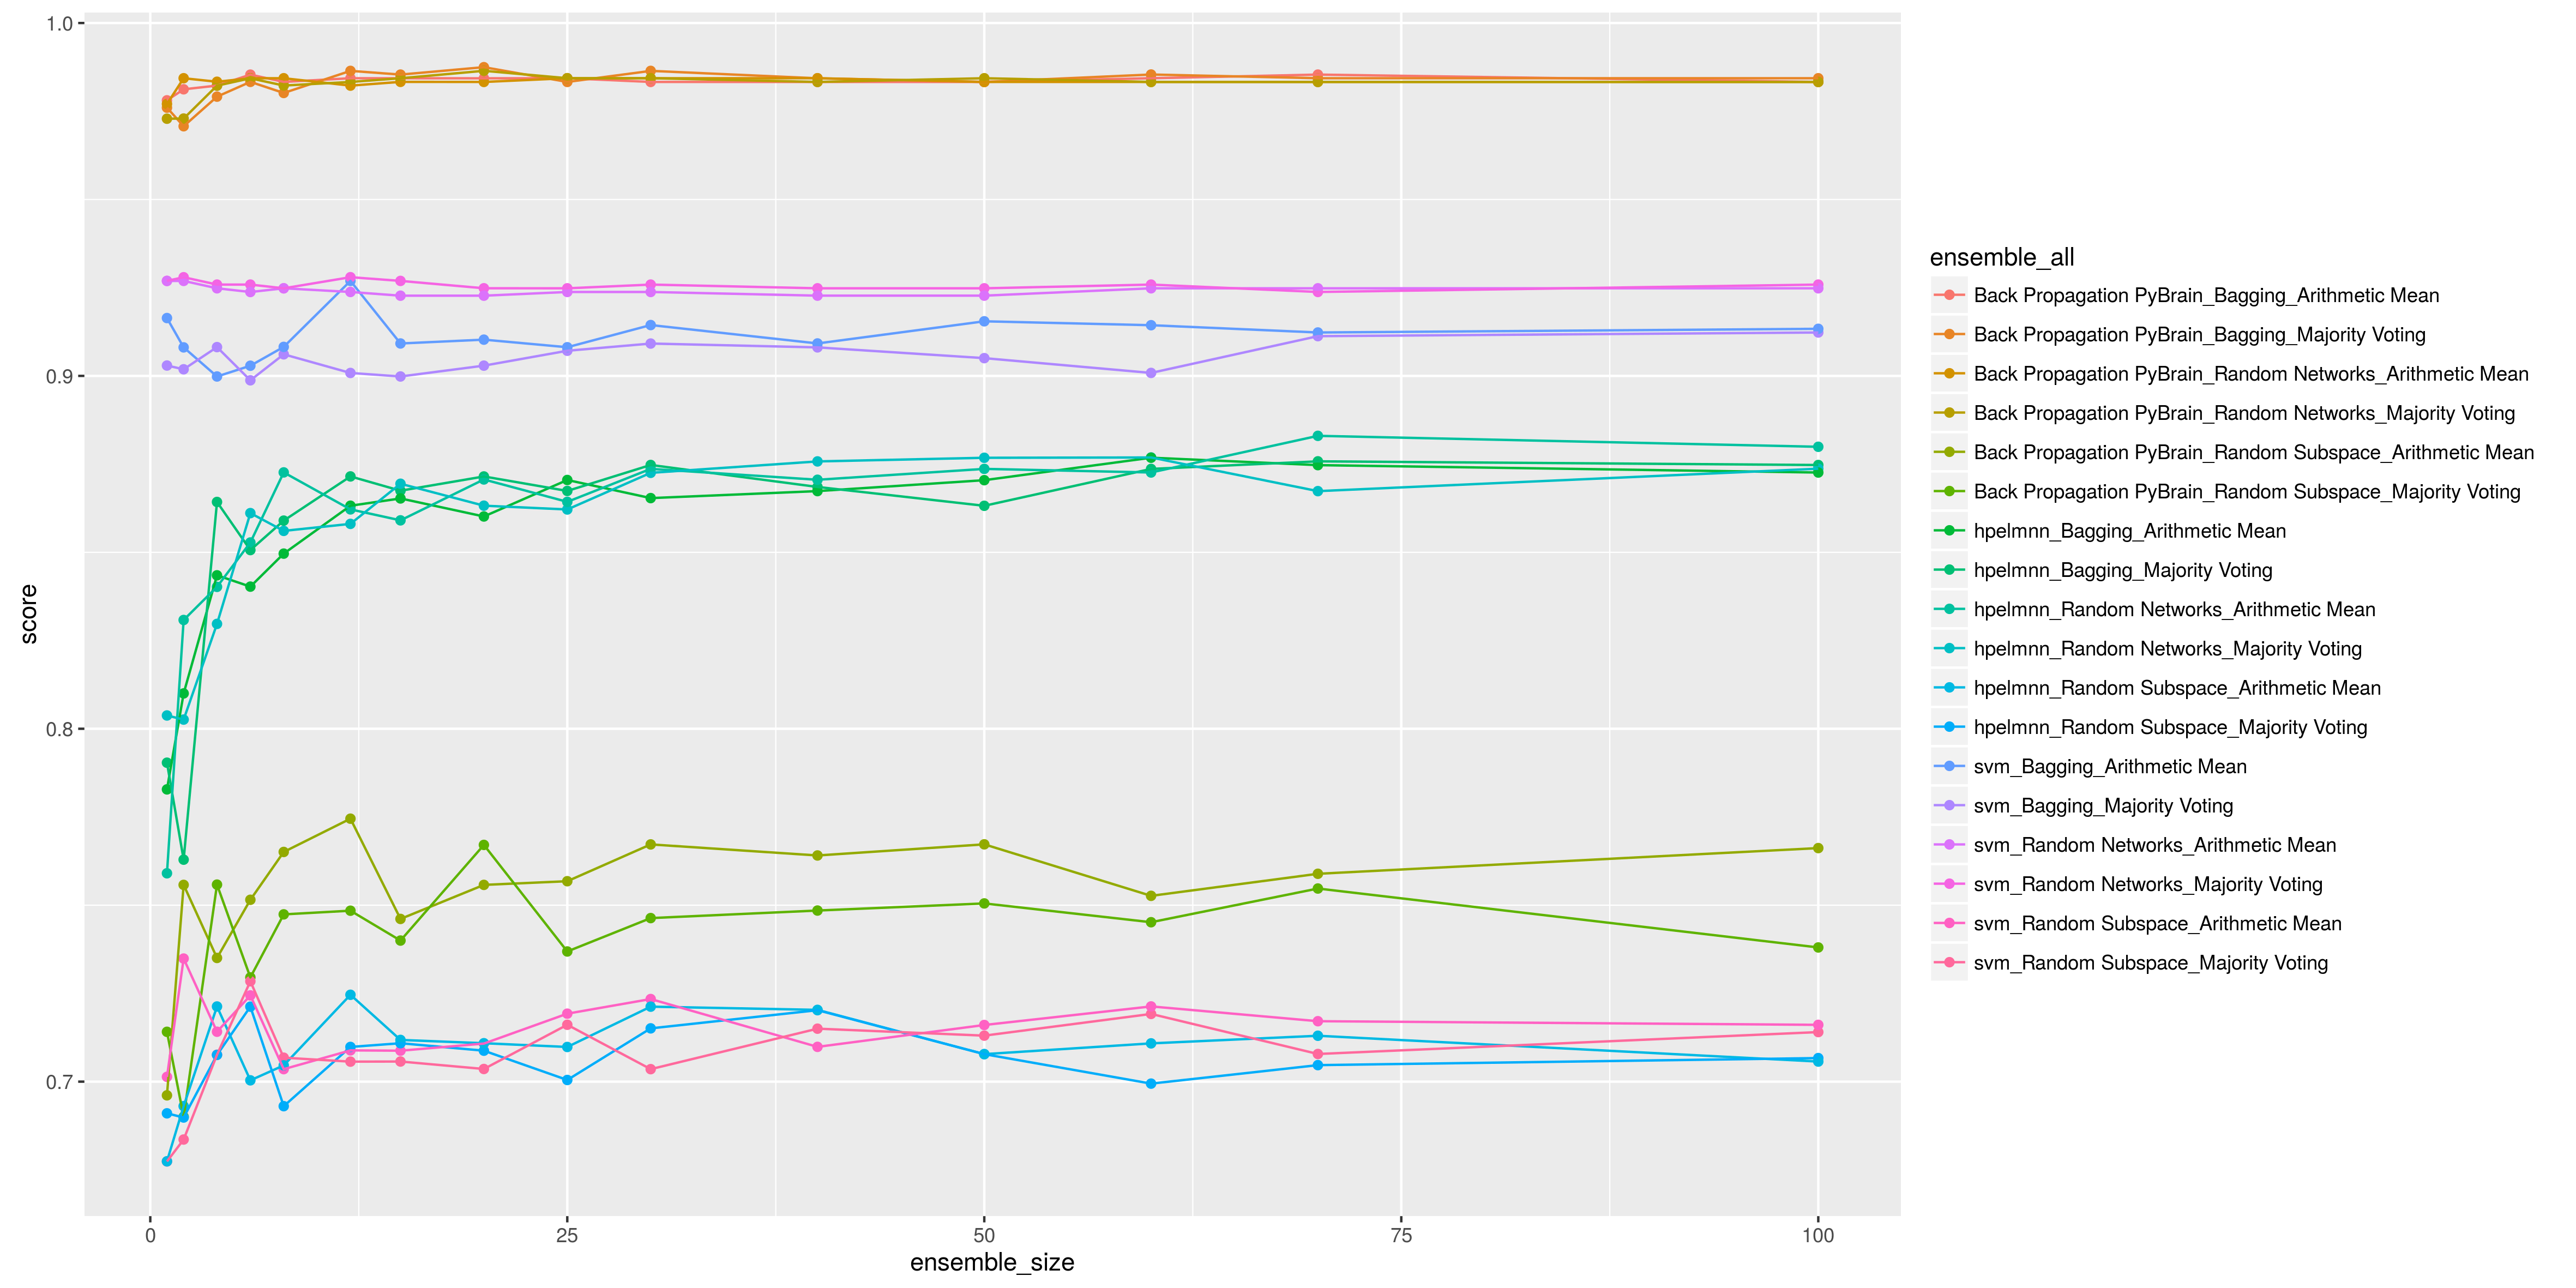 1.0
0.9
0.8
0.7
score
0 25 50 75 100
ensemble_size
ensemble_all
Back Propagation PyBrain_Bagging_Arithmetic Mean
Back Propagation PyBrain_Bagging_Majority Voting
Back Propagation PyBrain_Random Networks_Arithmetic Mean
Back Propagation PyBrain_Random Networks_Majority Voting
Back Propagation PyBrain_Random Subspace_Arithmetic Mean
Back Propagation PyBrain_Random Subspace_Majority Voting
hpelmnn_Bagging_Arithmetic Mean
hpelmnn_Bagging_Majority Voting
hpelmnn_Random Networks_Arithmetic Mean
hpelmnn_Random Networks_Majority Voting
hpelmnn_Random Subspace_Arithmetic Mean
hpelmnn_Random Subspace_Majority Voting
svm_Bagging_Arithmetic Mean
svm_Bagging_Majority Voting
svm_Random Networks_Arithmetic Mean
svm_Random Networks_Majority Voting
svm_Random Subspace_Arithmetic Mean
svm_Random Subspace_Majority Voting